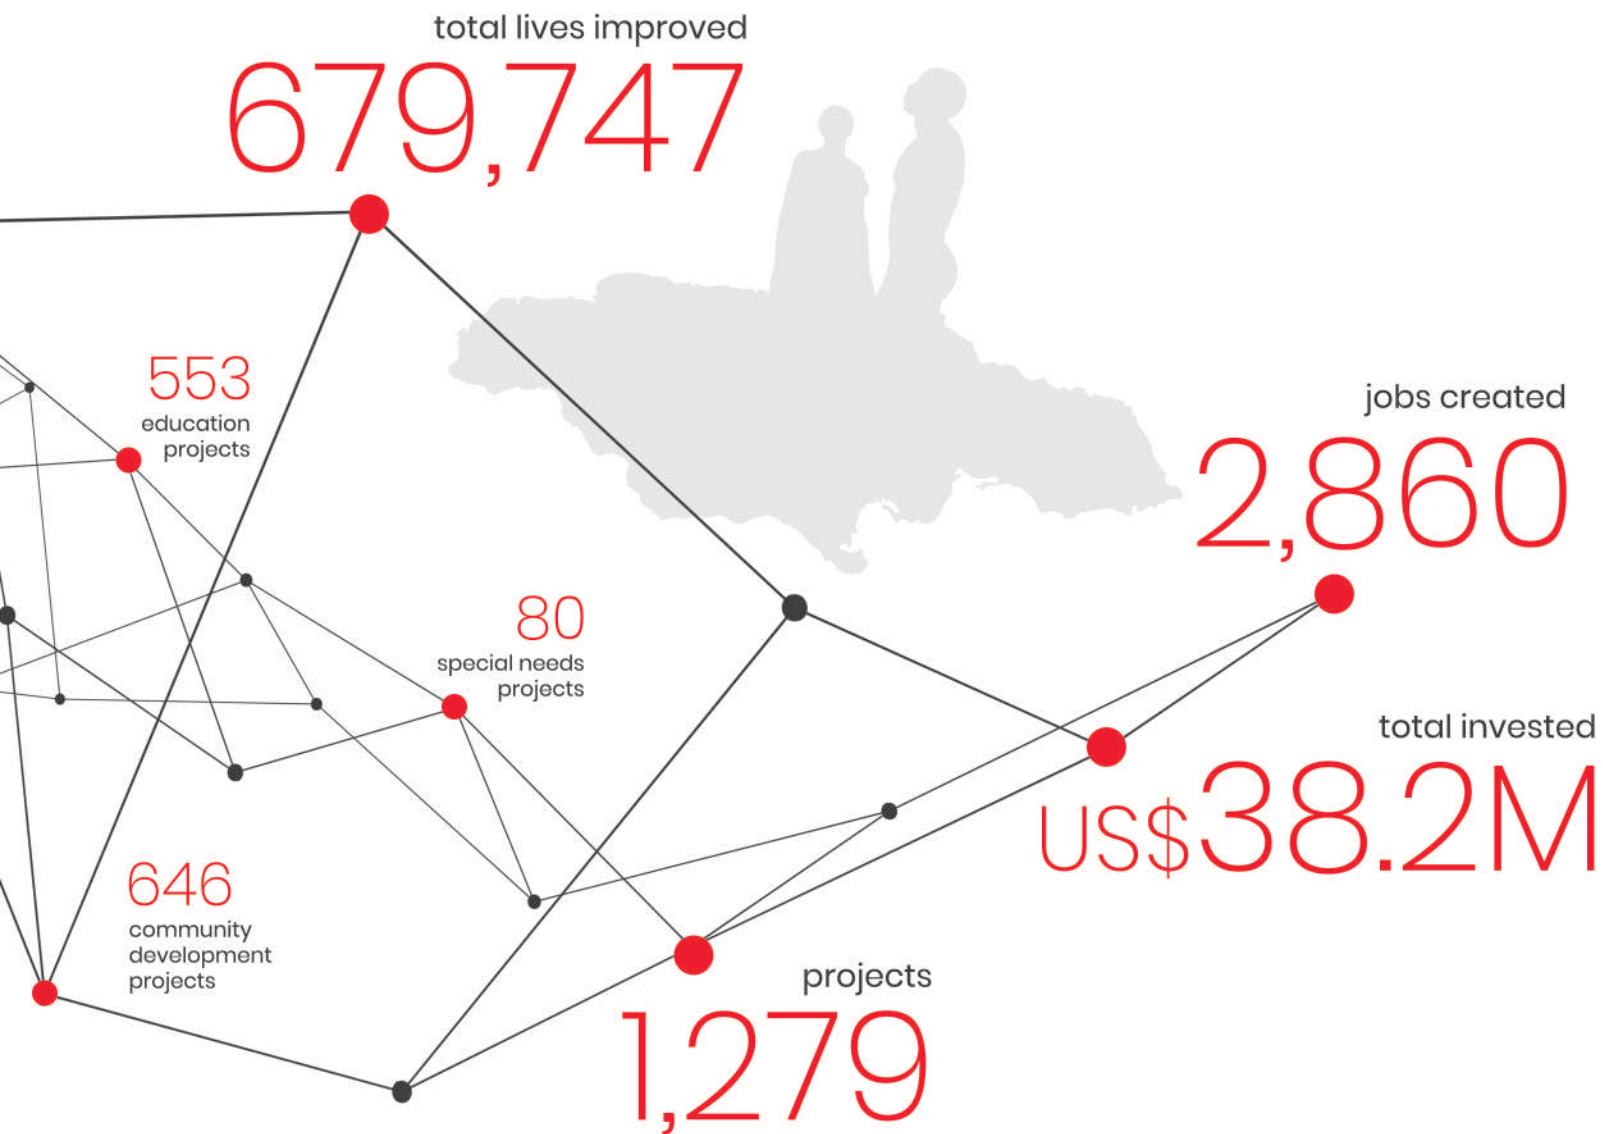 total lives improved
679,747
553
education
projects
jobs created
2,860
80
special needs
projects
total invested
US$38.2M
646
community
development
projects
projects
1,279